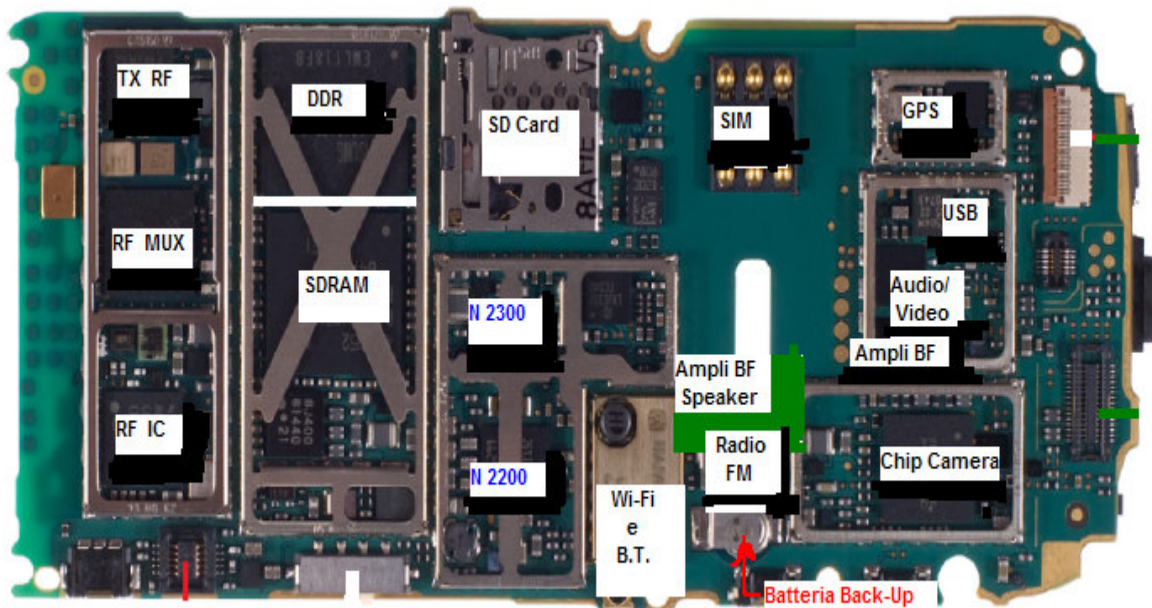 TX RF
DDR
SD Card
SIM
GPS
RF MUX
USB
SDRAM
N 2300
Audio/
Video
Ampli BF
Ampli BF
Speaker
RF IC
Radio
FM
Chip Camera
N 2200
Wi-Fi
e
B.T.
Batteria Back-Up